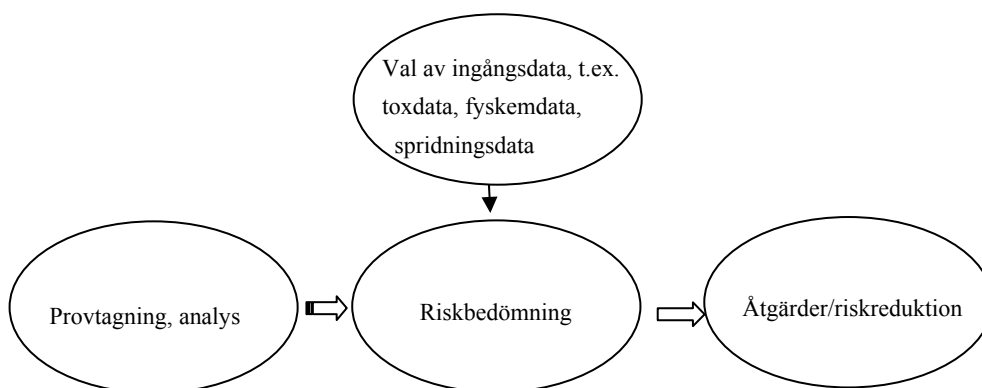 Val av ingångsdata, t.ex.
toxdata, fyskemdata,
spridningsdata
Provtagning, analys
Riskbedömning
Åtgärder/riskreduktion